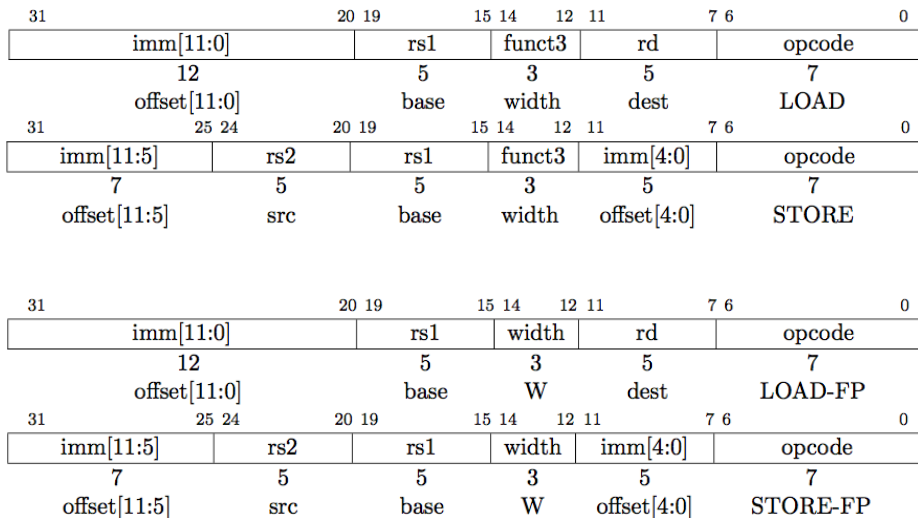 31 20 19 15 14 12 11 7 6 0
imm[11:0] rs1 funct3 rd opcode
12 5 3 5 7
offset[11:0] base width dest LOAD
31 25 24 20 19 15 14 12 11 7 6 0
imm[11:5] rs2 rs1 funct3 imm[4:0] opcode
7 5 5 3 5 7
offset[11:5] src base width offset[4:0] STORE
31 20 19 15 14 12 11 7 6 0
imm[11:0] rs1 width rd opcode
12 5 3 5 7
offset[11:0] base W dest LOAD-FP
31 25 24 20 19 15 14 12 11 7 6 0
imm[11:5] rs2 rs1 width imm[4:0] opcode
7 5 5 3 5 7
offset[11:5] src base W offset[4:0] STORE-FP